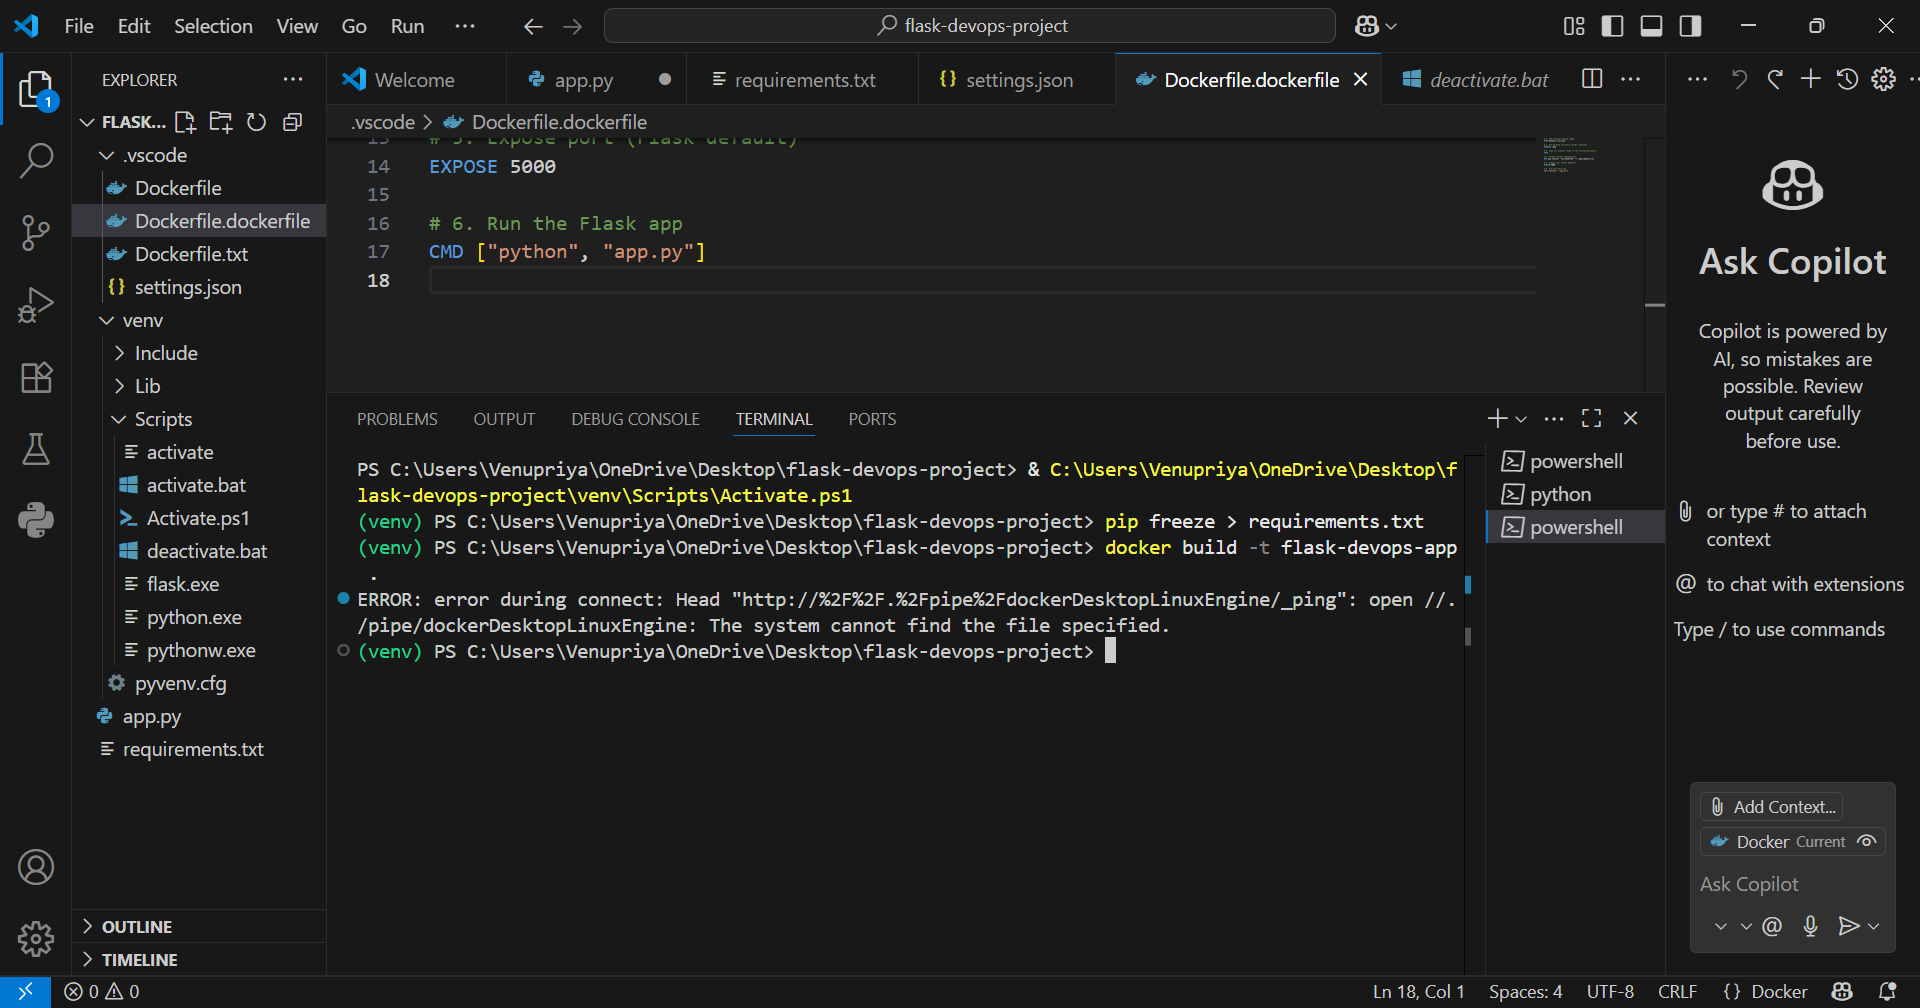 File Edit Selection View Go Run ···
flask-devops-project
EXPLORER
FLASK...
.vscode
Dockerfile
Dockerfile.dockerfile
Dockerfile.txt
{} settings.json
venv
Include
Lib
Scripts
activate
activate.bat
Activate.ps1
deactivate.bat
flask.exe
python.exe
pythonw.exe
pyvenv.cfg
app.py
requirements.txt
OUTLINE
TIMELINE
1
Welcome app.py requirements.txt {} settings.json Dockerfile.dockerfile deactivate.bat
.vscode > Dockerfile.dockerfile
13 # 5. Expose port (Flask default)
14 EXPOSE 5000
15
16 # 6. Run the Flask app
17 CMD ["python", "app.py"]
18
PROBLEMS OUTPUT DEBUG CONSOLE TERMINAL PORTS
PS C:\Users\Venupriya\OneDrive\Desktop\flask-devops-project> & C:\Users\Venupriya\OneDrive\Desktop\f
lask-devops-project\venv\Scripts\Activate.ps1
(venv) PS C:\Users\Venupriya\OneDrive\Desktop\flask-devops-project> pip freeze > requirements.txt
(venv) PS C:\Users\Venupriya\OneDrive\Desktop\flask-devops-project> docker build -t flask-devops-app
.
ERROR: error during connect: Head "http://%2F%2F.%2Fpipe%2FdockerDesktopLinuxEngine/_ping": open //.
/pipe/dockerDesktopLinuxEngine: The system cannot find the file specified.
(venv) PS C:\Users\Venupriya\OneDrive\Desktop\flask-devops-project>
powershell
python
powershell
Ask Copilot
Copilot is powered by
AI, so mistakes are
possible. Review
output carefully
before use.
or type # to attach
context
@ to chat with extensions
Type / to use commands
Add Context...
Docker Current
Ask Copilot
@
0 0
Ln 18, Col 1 Spaces: 4 UTF-8 CRLF {} Docker